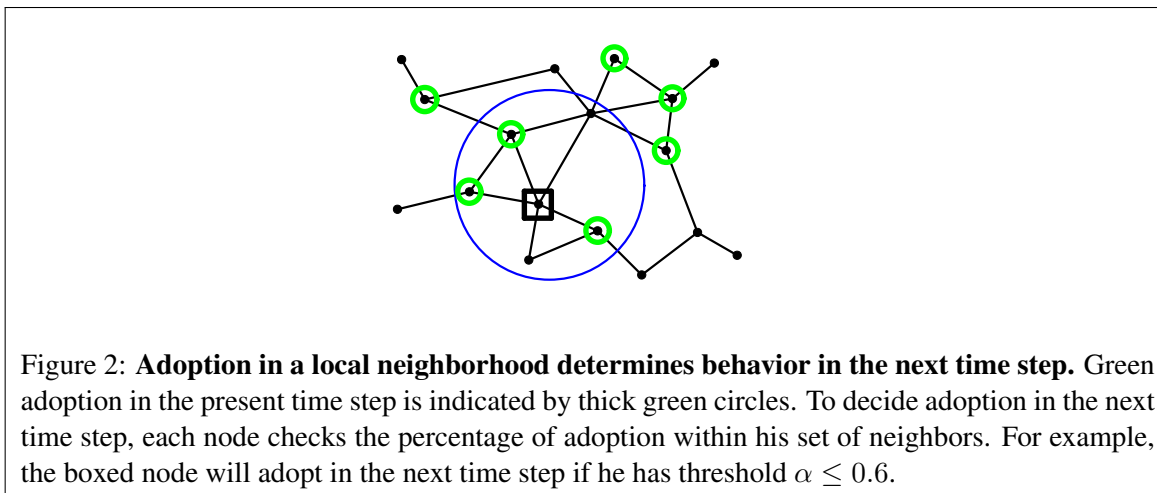 Figure 2: Adoption in a local neighborhood determines behavior in the next time step. Green
adoption in the present time step is indicated by thick green circles. To decide adoption in the next
time step, each node checks the percentage of adoption within his set of neighbors. For example,
the boxed node will adopt in the next time step if he has threshold α ≤ 0.6.